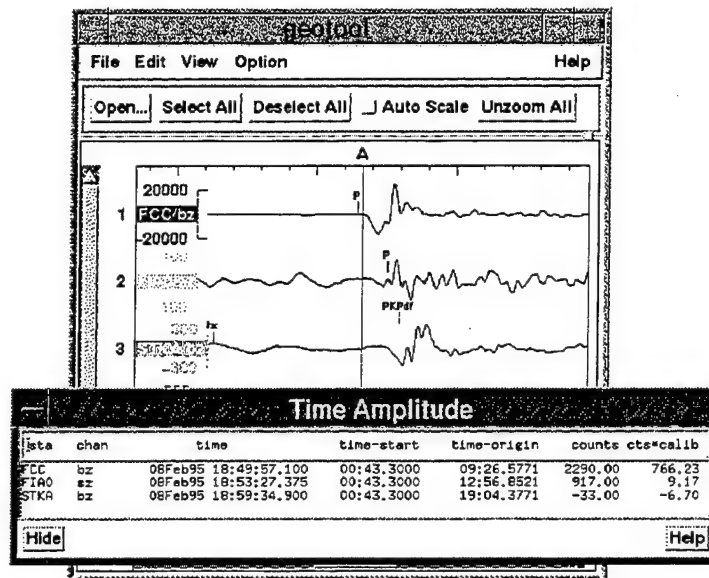 geotool
File Edit View Option Help
Open... Select All Deselect All Auto Scale Unzoom All
A
20000
P
1 FCC/bz
-20000
P
2
PKPdf
300
tx
3
-300
Time Amplitude
sta chan time time-start time-origin counts cts*calib
FCC bz 08Feb95 18:49:57.100 00:43.3000 09:26.5771 2290.00 766.23
FIA0 sz 08Feb95 18:53:27.375 00:43.3000 12:56.8521 917.00 9.17
STKA bz 08Feb95 18:59:34.900 00:43.3000 19:04.3771 -33.00 -6.70
Hide Help